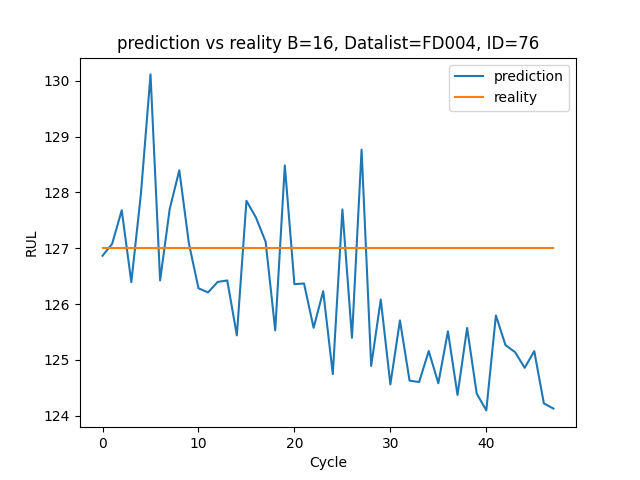 prediction vs reality B=16, Datalist=FD004, ID=76
prediction
reality
RUL
130
129
128
127
126
125
124
0 10 20 30 40
Cycle